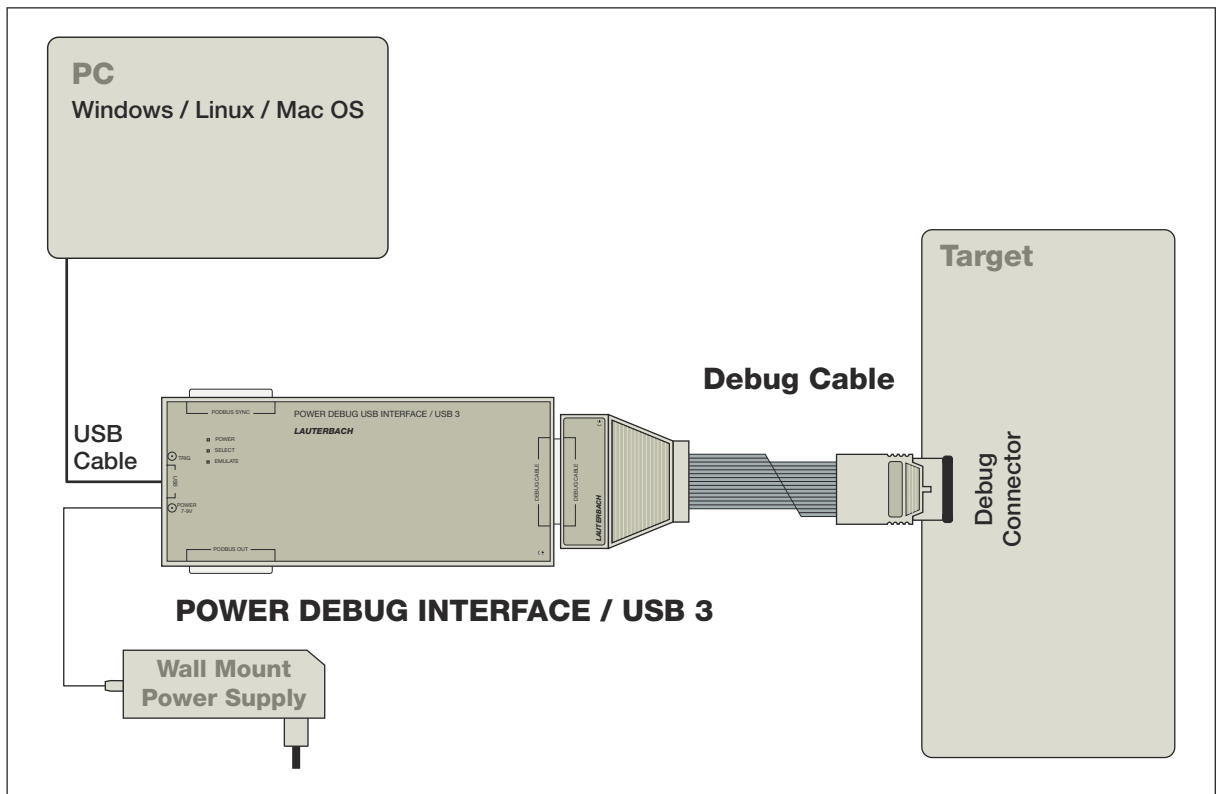 PC
Windows / Linux / Mac OS
Target
Debug Cable
USB
Cable
PODBUS SYNC
POWER DEBUG USB INTERFACE / USB 3
LAUTERBACH
POWER
SELECT
EMULATE
TRIG
USB
POWER
7-9V
PODBUS OUT
DEBUG CABLE
DEBUG CABLE
LAUTERBACH
Debug
Connector
POWER DEBUG INTERFACE / USB 3
Wall Mount
Power Supply